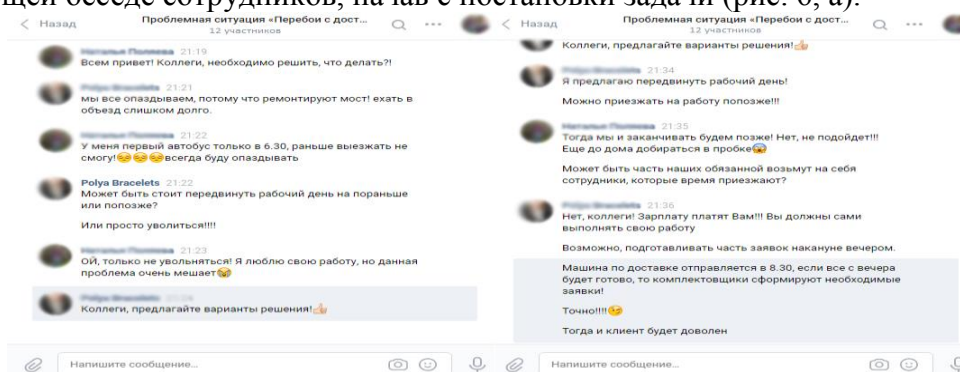 щей беседе сотрудников, начав с постановки задачи (рис. 6, а).
Назад
Проблемная ситуация «Перебои с дост...
12 участников
21:19
Всем привет! Коллеги, необходимо решить, что делать?!
21:21
мы все опаздываем, потому что ремонтируют мост! ехать в
объезд слишком долго.
21:22
У меня первый автобус только в 6.30, раньше выезжать не
смогу!😔😔😔всегда буду опаздывать
Polya Bracelets 21:22
Может быть стоит передвинуть рабочий день на пораньше
или попозже?
Или просто уволиться!!!!
21:23
ОЙ, только не увольняться! Я люблю свою работу, но данная
проблема очень мешает
Коллеги, предлагайте варианты решения!👍
Напишите сообщение...
Назад
Проблемная ситуация «Перебои с дост...
12 участников
Коллеги, предлагайте варианты решения!👍
21:34
Я предлагаю передвинуть рабочий день!
Можно приезжать на работу попозже!!!
21:35
Тогда мы и заканчивать будем позже! Нет, не подойдет!!!
Еще до дома добираться в пробке😱
Может быть часть наших обязанной возьмут на себя
сотрудники, которые время приезжают?
21:36
Нет, коллеги! Зарплату платят Вам!!! Вы должны сами
выполнять свою работу
Возможно, подготавливать часть заявок накануне вечером.
Машина по доставке отправляется в 8.30, если все с вечера
будет готово, то комплектовщики сформируют необходимые
заявки!
Точно!!!!😉
Тогда и клиент будет доволен
Напишите сообщение...